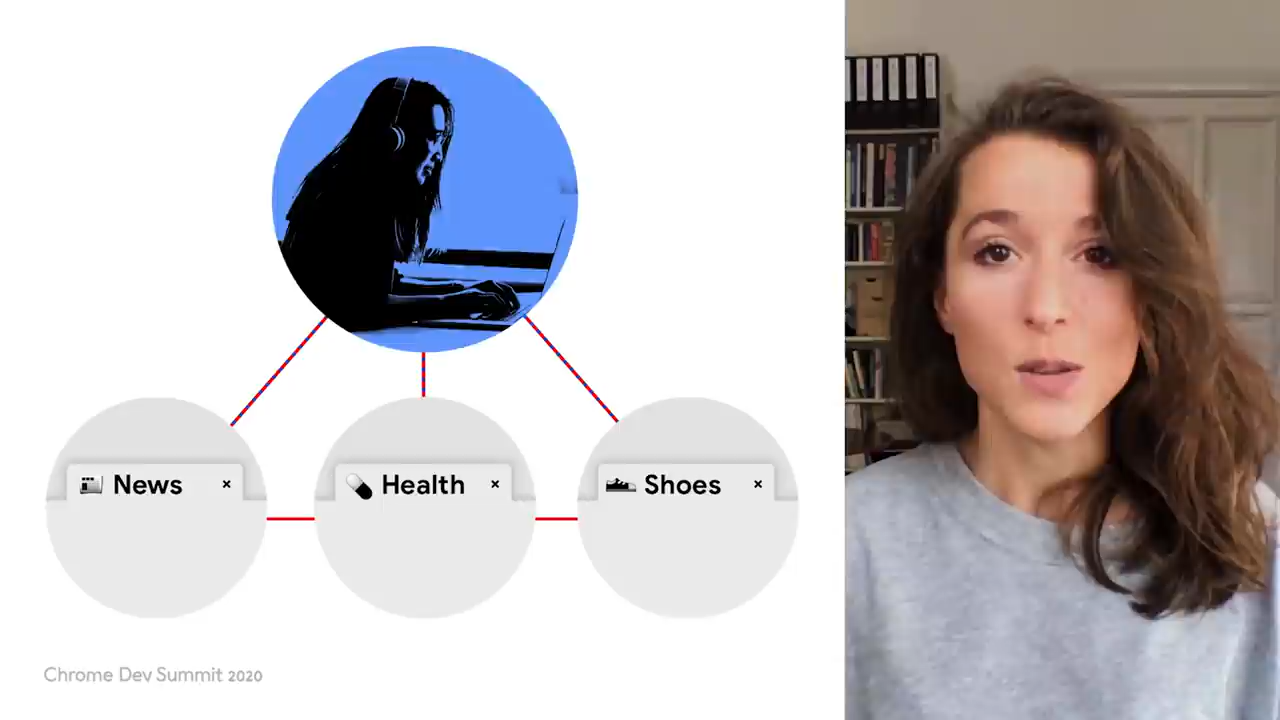 News ×
Health ×
Shoes ×
Chrome Dev Summit 2020